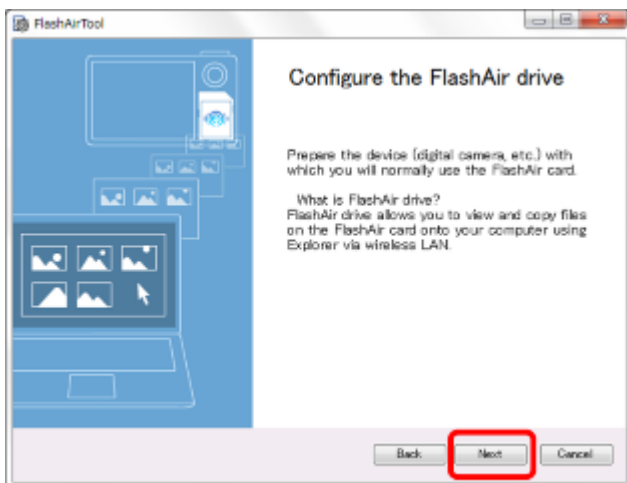 FlashAirTool
Configure the FlashAir drive
Prepare the device (digital camera, etc.) with
which you will normally use the FlashAir card.
What is FlashAir drive?
FlashAir drive allows you to view and copy files
on the FlashAir card onto your computer using
Explorer via wireless LAN.
Back Next Cancel